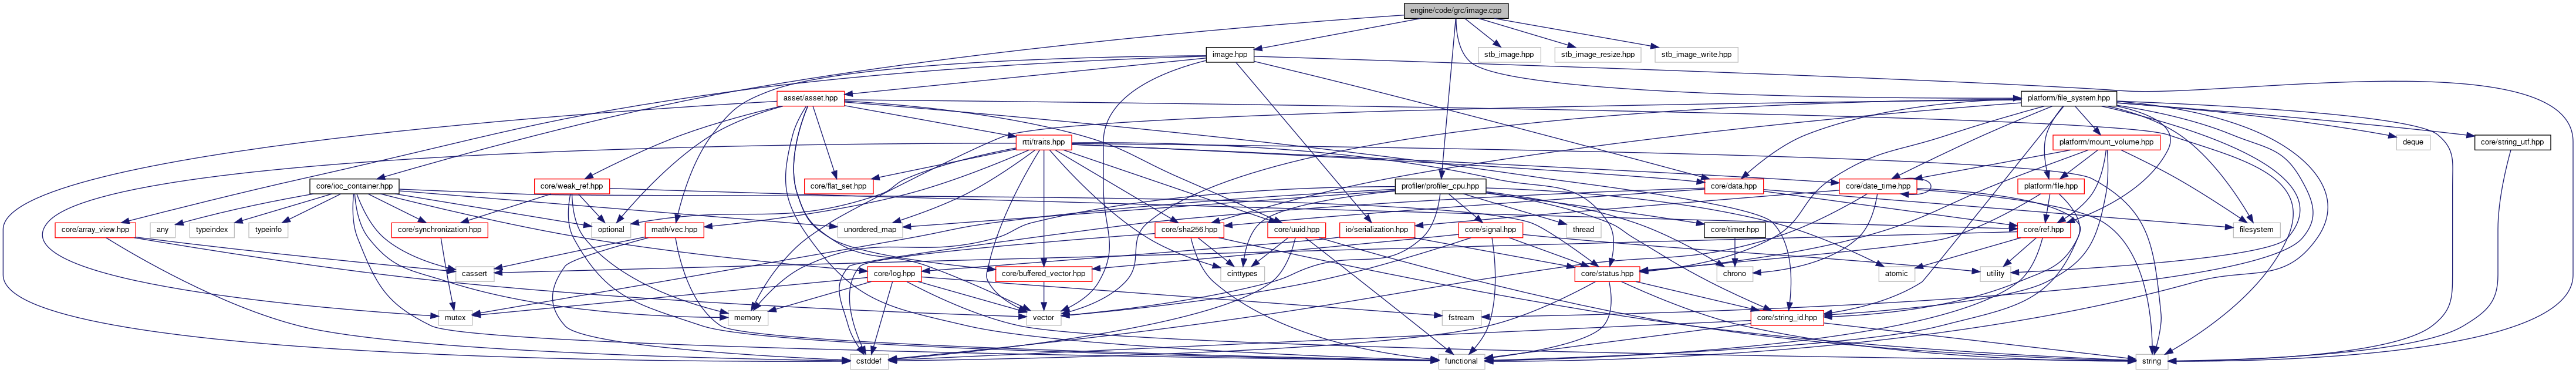 engine/code/grc/image.cpp
image.hpp
stb_image.hpp
stb_image_resize.hpp
stb_image_write.hpp
asset/asset.hpp
platform/file_system.hpp
rtti/traits.hpp
platform/mount_volume.hpp
deque
core/string_utf.hpp
core/ioc_container.hpp
core/weak_ref.hpp
core/flat_set.hpp
profiler/profiler_cpu.hpp
core/data.hpp
core/date_time.hpp
platform/file.hpp
core/array_view.hpp
any
typeindex
typeinfo
core/synchronization.hpp
optional
math/vec.hpp
unordered_map
core/sha256.hpp
core/uuid.hpp
io/serialization.hpp
core/signal.hpp
thread
core/timer.hpp
core/ref.hpp
filesystem
cassert
core/log.hpp
core/buffered_vector.hpp
cinttypes
core/status.hpp
chrono
atomic
utility
mutex
memory
vector
fstream
core/string_id.hpp
cstddef
functional
string